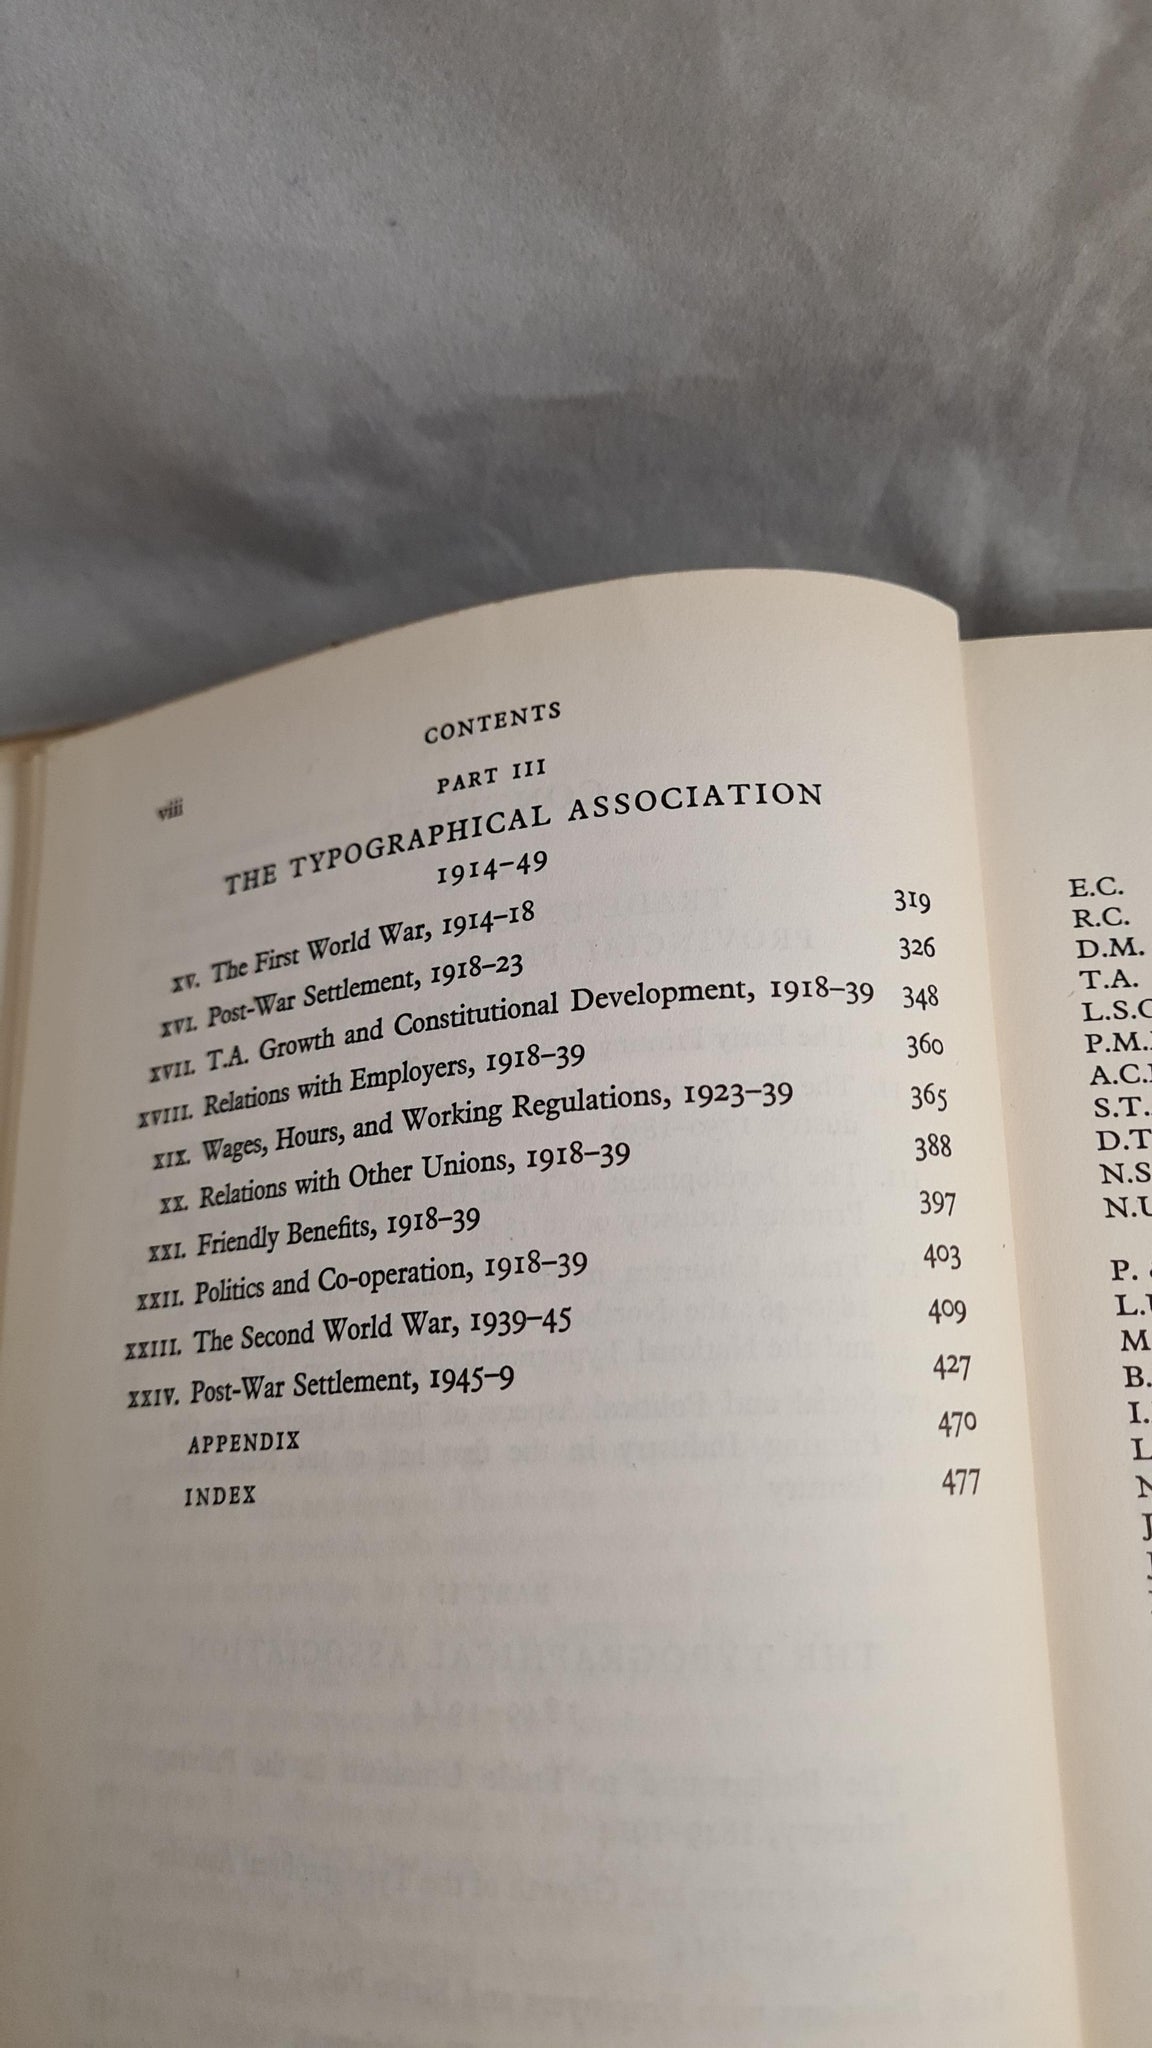 viii
CONTENTS
PART III
THE TYPOGRAPHICAL ASSOCIATION
1914–49
XV. The First World War, 1914–18 319
XVI. Post-War Settlement, 1918–23 326
XVII. T.A. Growth and Constitutional Development, 1918–39 348
XVIII. Relations with Employers, 1918–39 360
XIX. Wages, Hours, and Working Regulations, 1923–39 365
XX. Relations with Other Unions, 1918–39 388
XXI. Friendly Benefits, 1918–39 397
XXII. Politics and Co-operation, 1918–39 403
XXIII. The Second World War, 1939–45 409
XXIV. Post-War Settlement, 1945–9 427
APPENDIX 470
INDEX 477
E.C.
R.C.
D.M.
T.A.
L.S.C
P.M.
A.C.
S.T.
D.T
N.S
N.U
P.
L.U
M
B.
I.
L
N
J